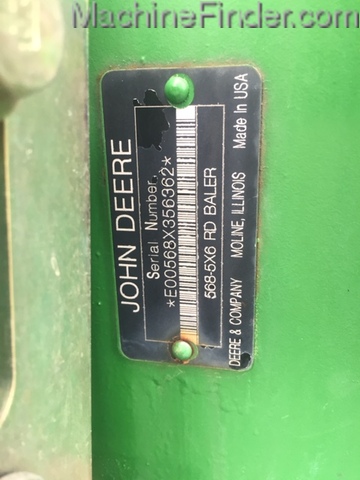 MachineFinder.com
JOHN DEERE
Serial Number.
*E00568X356362*
568-5X6 RD BALER
DEERE & COMPANY MOLINE, ILLINOIS Made In USA